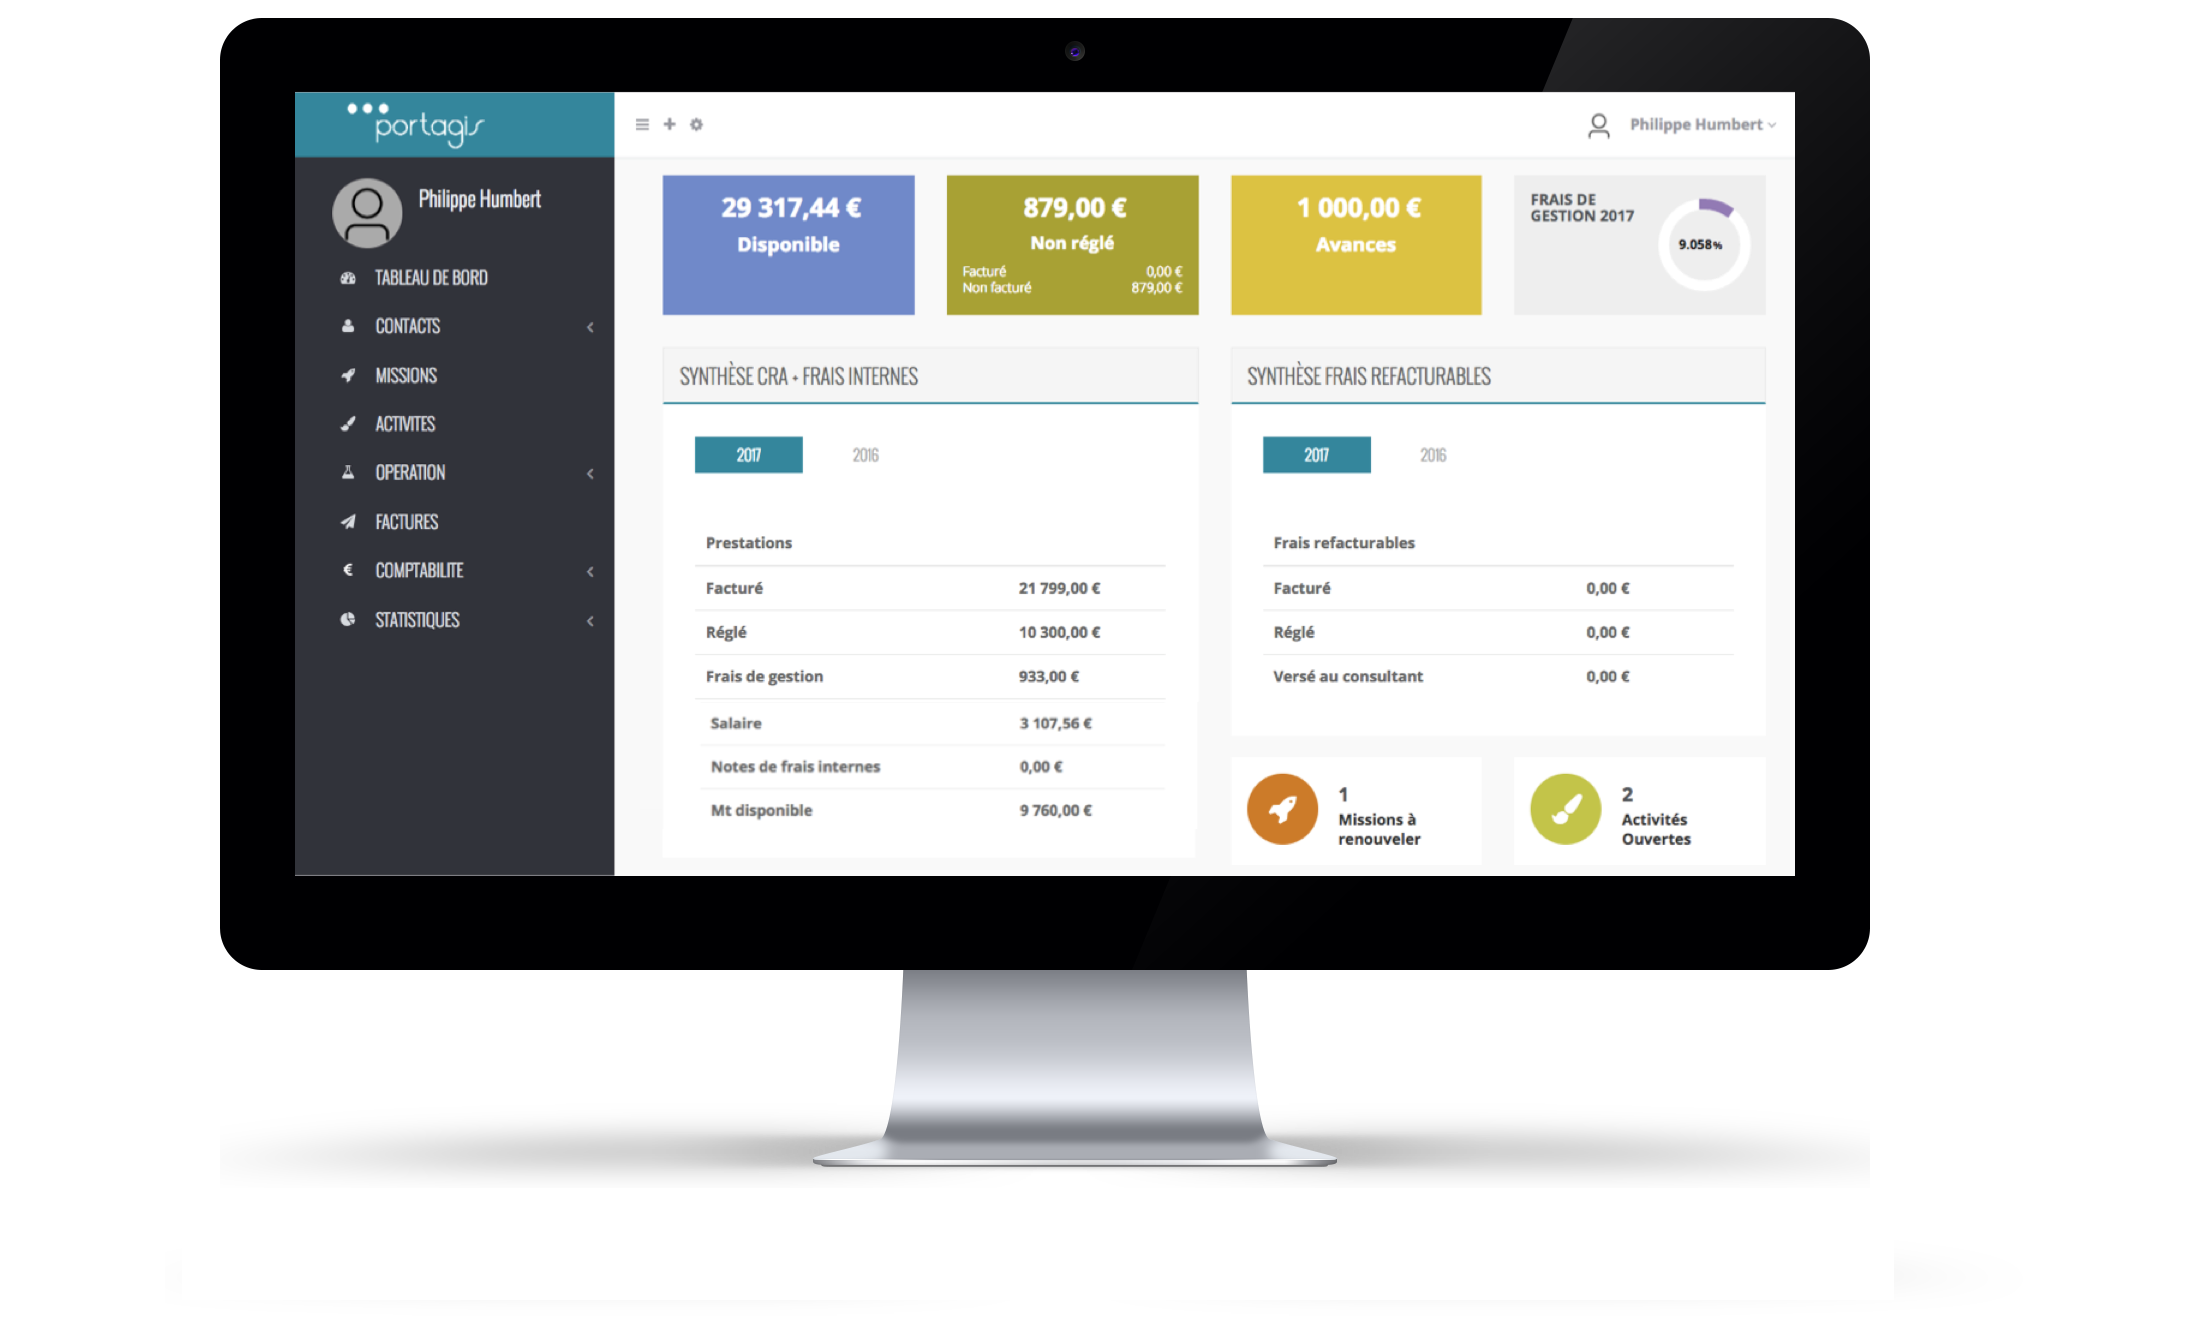 portagis
Philippe Humbert
Philippe Humbert
TABLEAU DE BORD
CONTACTS
MISSIONS
ACTIVITES
OPERATION
FACTURES
€ COMPTABILITE
STATISTIQUES
29 317,44 €
Disponible
879,00 €
Non réglé
Facturé 0,00 €
Non facturé 879,00 €
1 000,00 €
Avances
FRAIS DE
GESTION 2017
9.058%
SYNTHÈSE CRA + FRAIS INTERNES
2017 2016
Prestations
Facturé 21 799,00 €
Réglé 10 300,00 €
Frais de gestion 933,00 €
Salaire 3 107,56 €
Notes de frais internes 0,00 €
Mt disponible 9 760,00 €
SYNTHÈSE FRAIS REFACTURABLES
2017 2016
Frais refacturables
Facturé 0,00 €
Réglé 0,00 €
Versé au consultant 0,00 €
1
Missions à
renouveler
2
Activités
Ouvertes